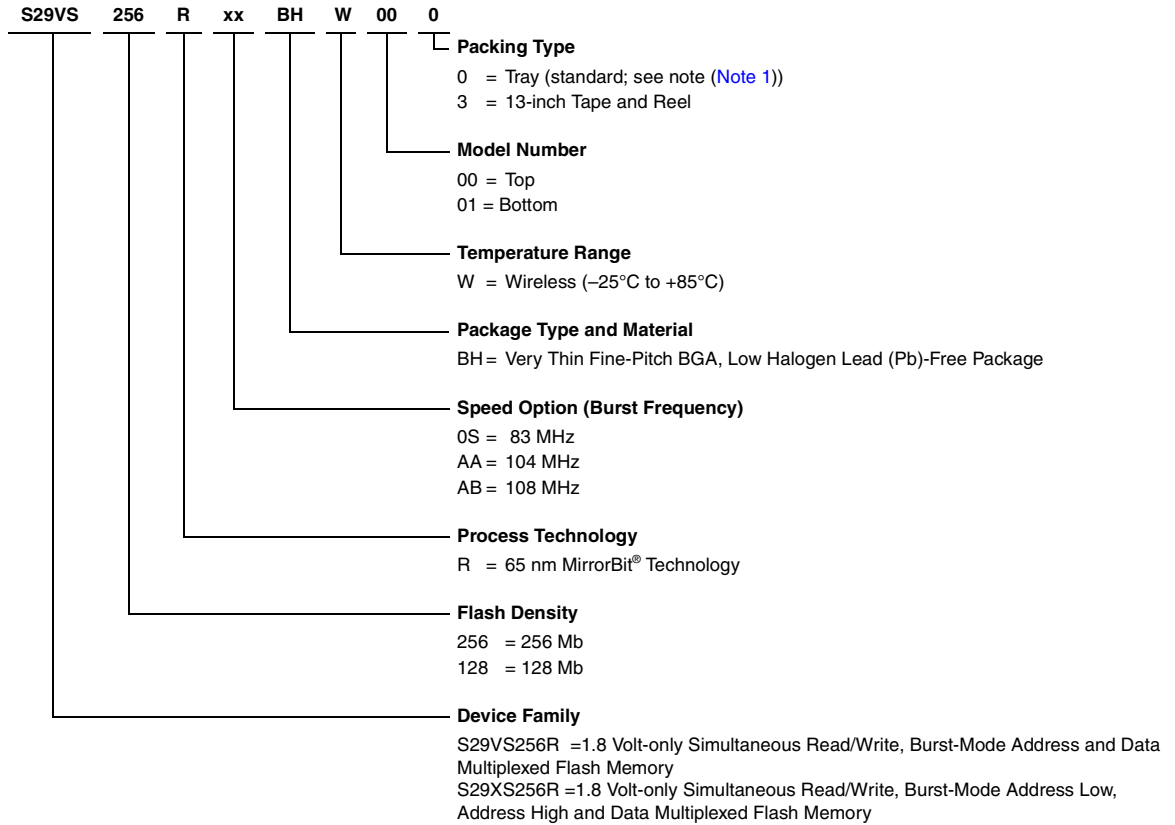 S29VS 256 R xx BH W 00 0
Packing Type
0 = Tray (standard; see note (Note 1))
3 = 13-inch Tape and Reel
Model Number
00 = Top
01 = Bottom
Temperature Range
W = Wireless (–25°C to +85°C)
Package Type and Material
BH = Very Thin Fine-Pitch BGA, Low Halogen Lead (Pb)-Free Package
Speed Option (Burst Frequency)
0S = 83 MHz
AA = 104 MHz
AB = 108 MHz
Process Technology
R = 65 nm MirrorBit® Technology
Flash Density
256 = 256 Mb
128 = 128 Mb
Device Family
S29VS256R =1.8 Volt-only Simultaneous Read/Write, Burst-Mode Address and Data
Multiplexed Flash Memory
S29XS256R =1.8 Volt-only Simultaneous Read/Write, Burst-Mode Address Low,
Address High and Data Multiplexed Flash Memory